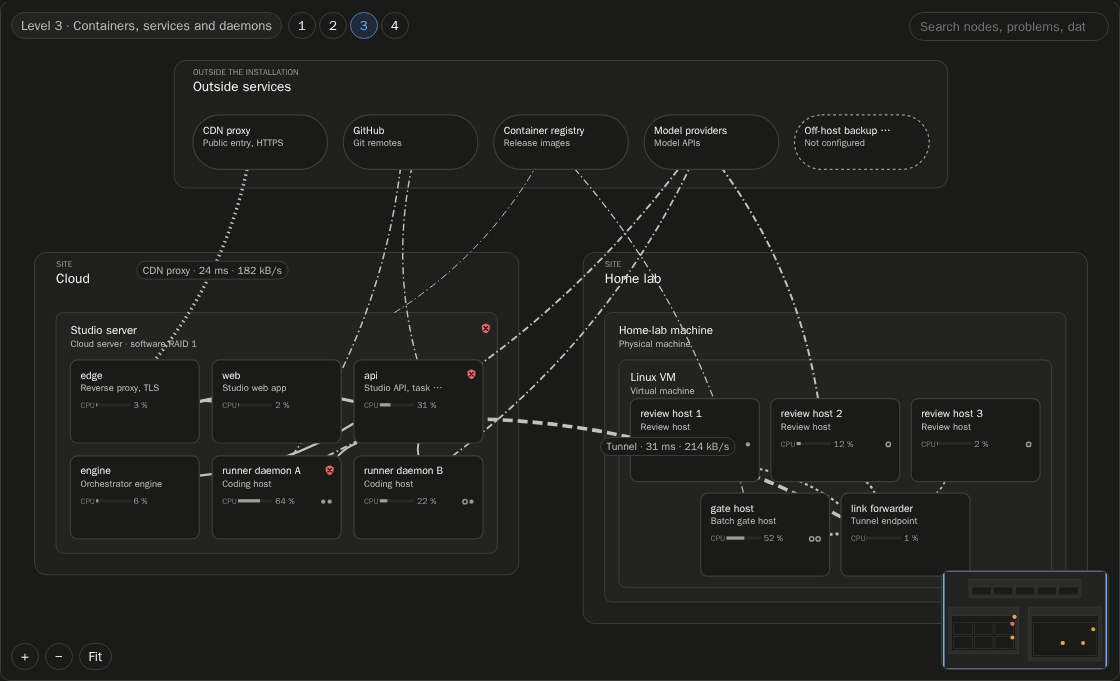 Level 3 · Containers, services and daemons
1
2
3
4
Search nodes, problems, dat
OUTSIDE THE INSTALLATION
Outside services
CDN proxy
Public entry, HTTPS
GitHub
Git remotes
Container registry
Release images
Model providers
Model APIs
Off-host backup ···
Not configured
SITE
Cloud
CDN proxy · 24 ms · 182 kB/s
Studio server
Cloud server · software RAID 1
edge
Reverse proxy, TLS
CPU 3 %
web
Studio web app
CPU 2 %
api
Studio API, task ···
CPU 31 %
engine
Orchestrator engine
CPU 6 %
runner daemon A
Coding host
CPU 64 %
runner daemon B
Coding host
CPU 22 %
SITE
Home lab
Home-lab machine
Physical machine
Linux VM
Virtual machine
review host 1
Review host
Tunnel · 31 ms · 214 kB/s
review host 2
Review host
CPU 12 %
review host 3
Review host
CPU 2 %
gate host
Batch gate host
CPU 52 %
link forwarder
Tunnel endpoint
CPU 1 %
+
−
Fit